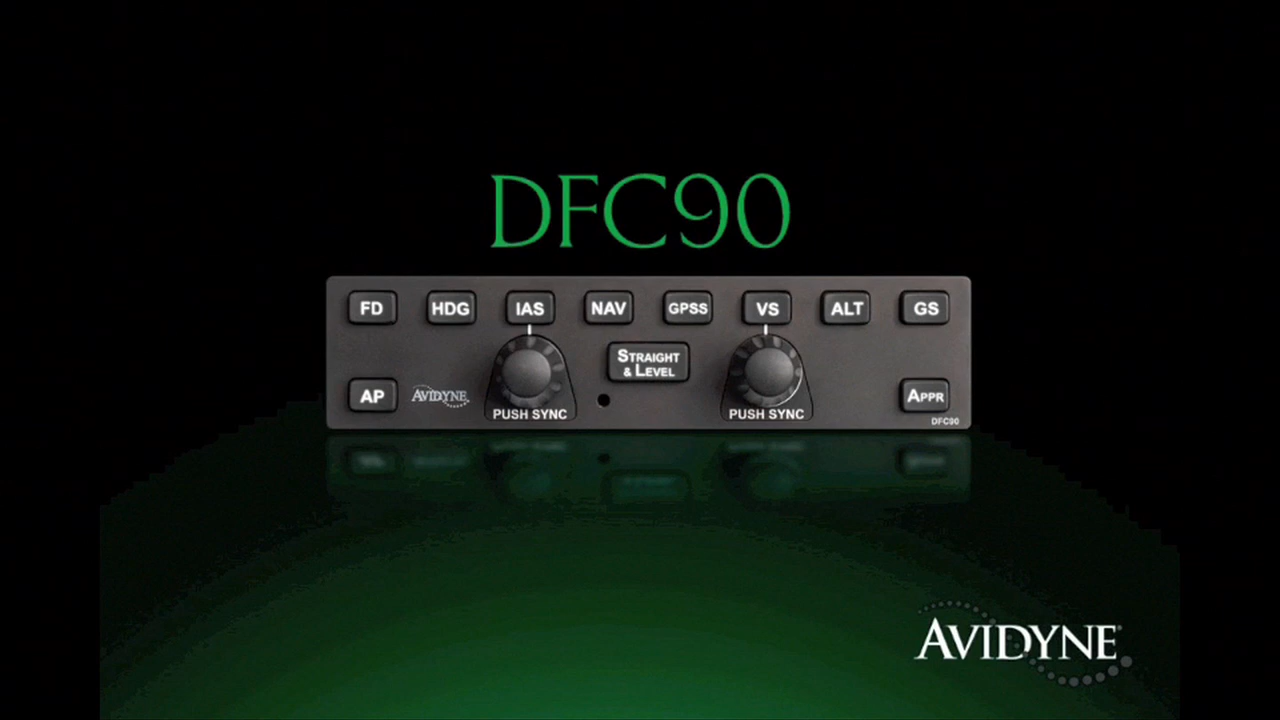 DFC90
FD HDG IAS NAV GPSS VS ALT GS
STRAIGHT
& LEVEL
AP AVIDYNE APPR
PUSH SYNC PUSH SYNC
DFC90
AVIDYNE